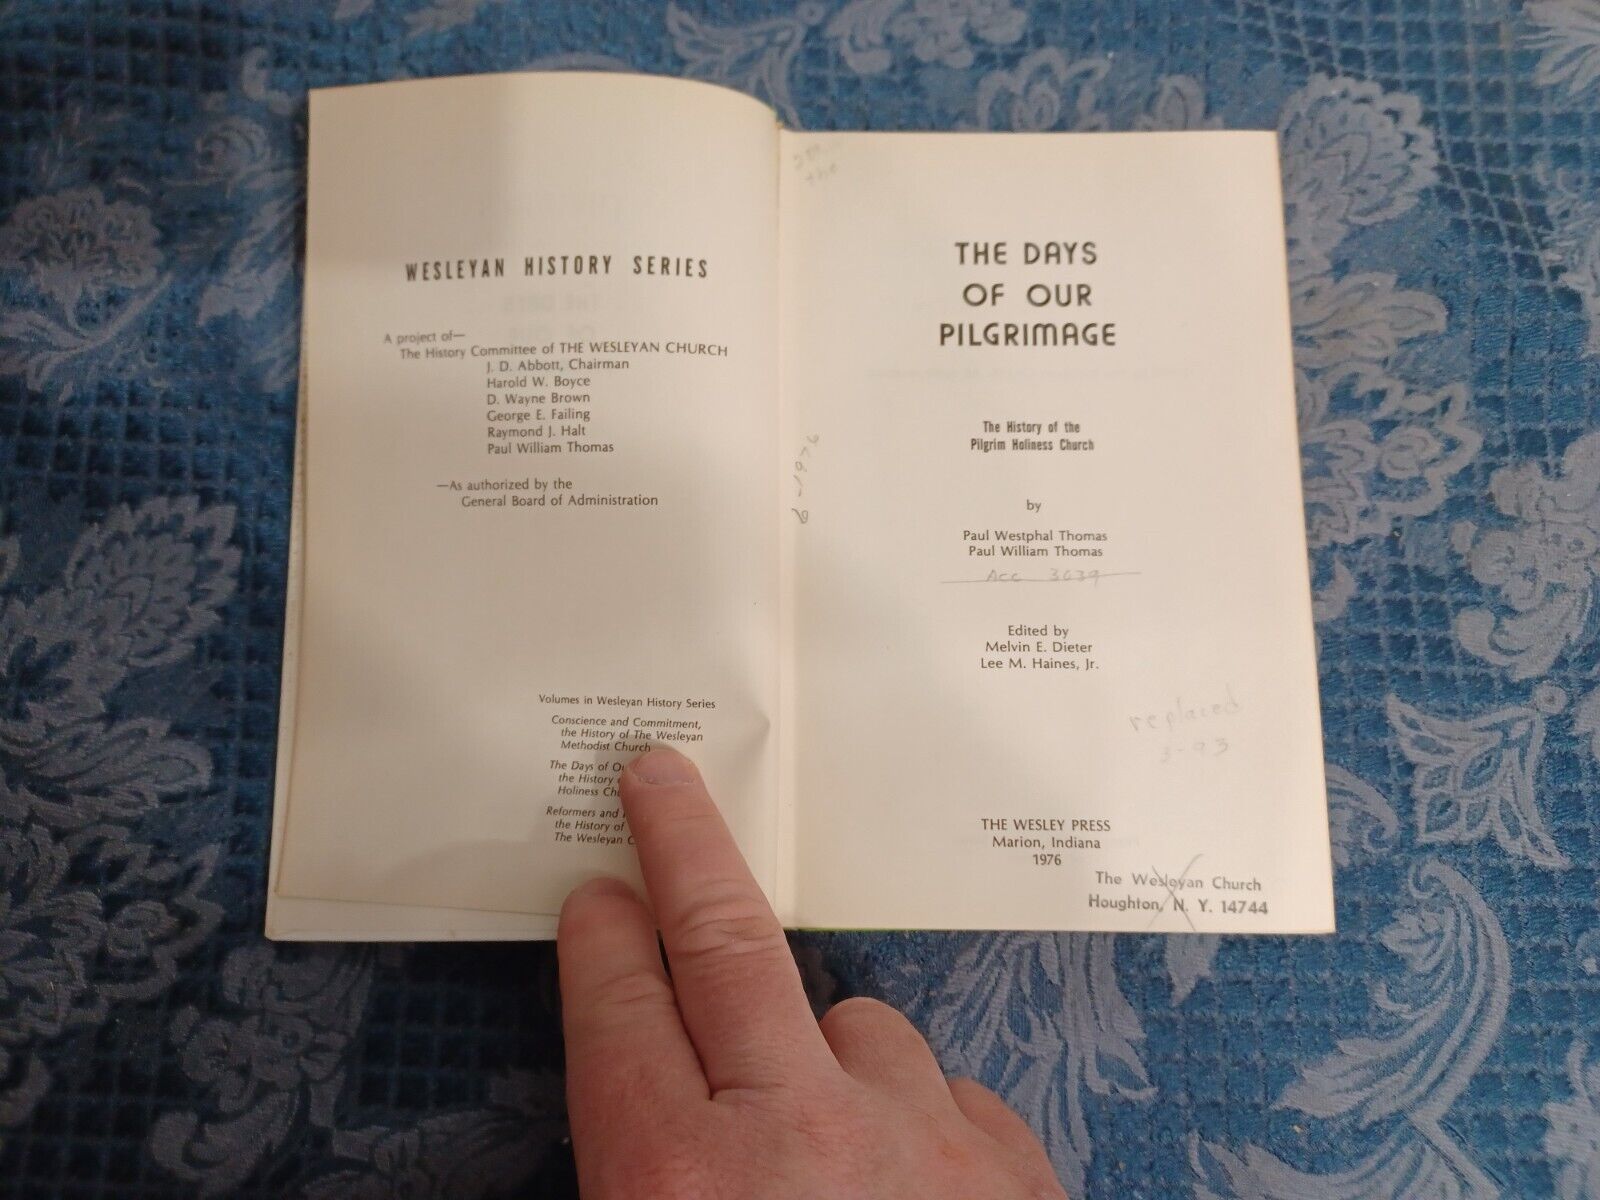 WESLEYAN HISTORY SERIES
A project of—
The History Committee of THE WESLEYAN CHURCH
J. D. Abbott, Chairman
Harold W. Boyce
D. Wayne Brown
George E. Failing
Raymond J. Halt
Paul William Thomas
—As authorized by the
General Board of Administration
Volumes in Wesleyan History Series
Conscience and Commitment,
the History of The Wesleyan
Methodist Church
The Days of
the History
Holiness
Reformers and
the History of
The Wesleyan
the
6-1976
THE DAYS
OF OUR
PILGRIMAGE
The History of the
Pilgrim Holiness Church
by
Paul Westphal Thomas
Paul William Thomas
Acc 3039
Edited by
Melvin E. Dieter
Lee M. Haines, Jr.
replaced
3-93
THE WESLEY PRESS
Marion, Indiana
1976
The Wesleyan Church
Houghton, N. Y. 14744